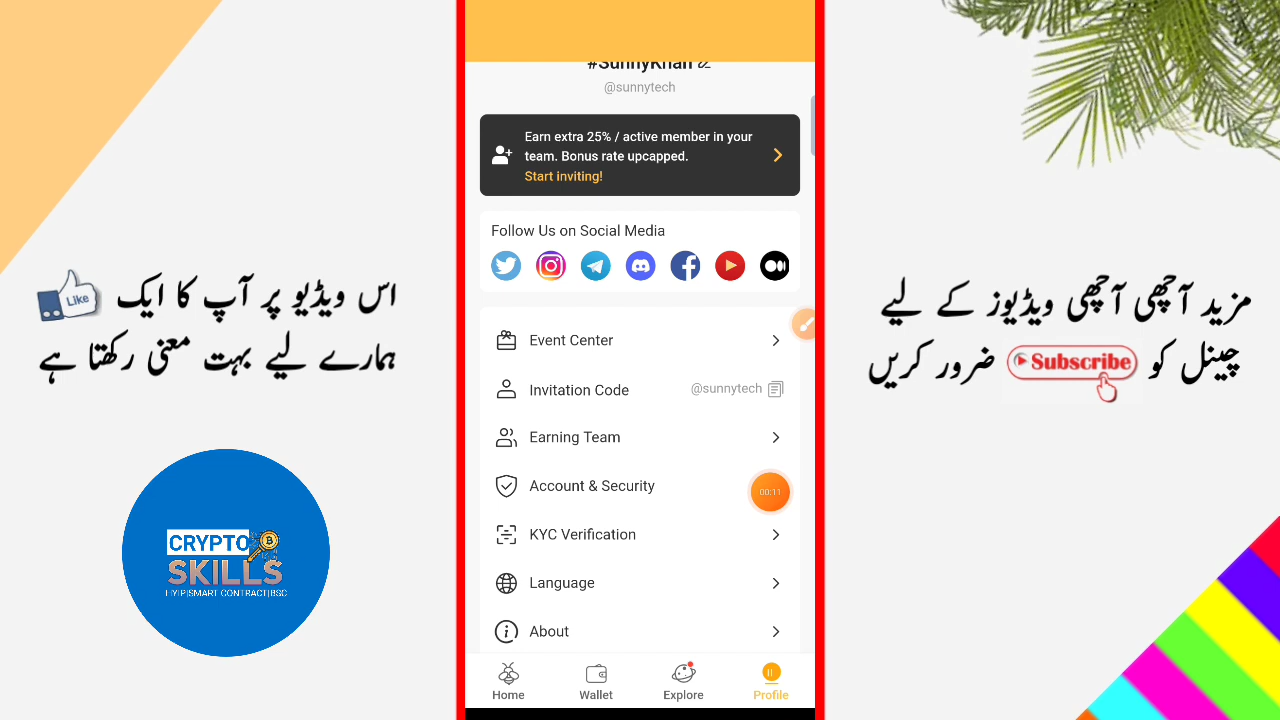 #SunnyKhan
@sunnytech
Earn extra 25% / active member in your
team. Bonus rate upcapped.
Start inviting!
Follow Us on Social Media
Event Center
Invitation Code @sunnytech
Earning Team
Account & Security
00:11
KYC Verification
Language
About
Home Wallet Explore Profile
اس ویڈیو پر آپ کا ایک Like
ہمارے لیے بہت معنی رکھتا ہے
CRYPTO
SKILLS
HYIP|SMART CONTRACT|BSC
مزید آچھی آچھی ویڈیوز کے لیے
چینل کو Subscribe ضرور کریں